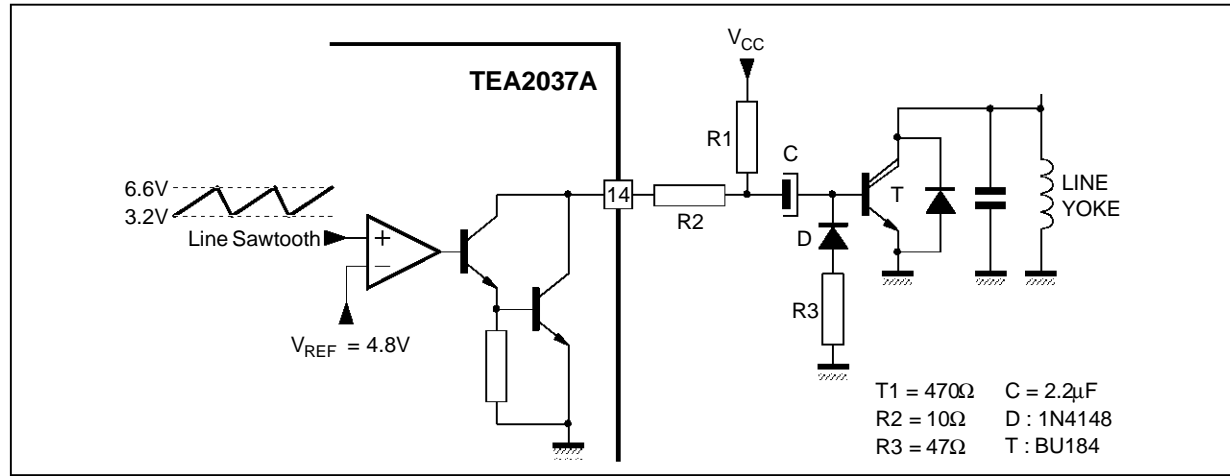 TEA2037A
V_CC
R1
C
6.6V
3.2V
Line Sawtooth
+
−
V_REF = 4.8V
14
R2
D
T
R3
LINE
YOKE
T1 = 470Ω C = 2.2µF
R2 = 10Ω D : 1N4148
R3 = 47Ω T : BU184